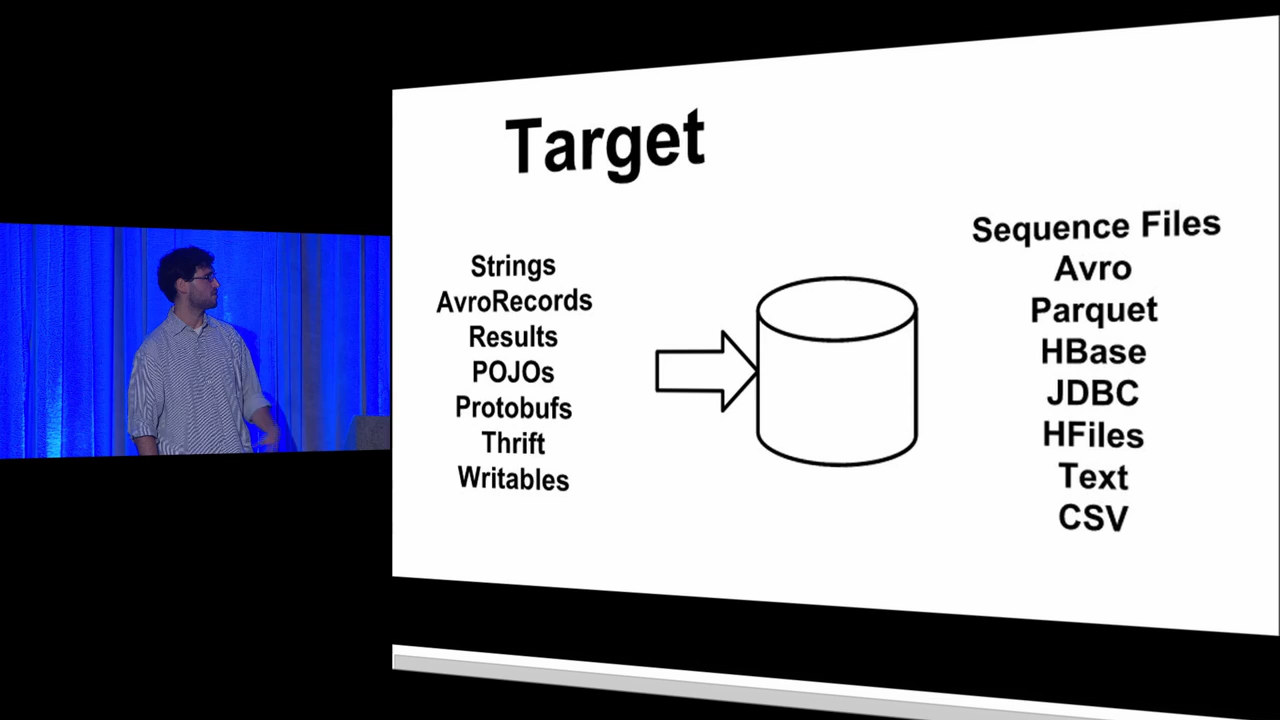 Target
Strings
AvroRecords
Results
POJOs
Protobufs
Thrift
Writables
Sequence Files
Avro
Parquet
HBase
JDBC
HFiles
Text
CSV